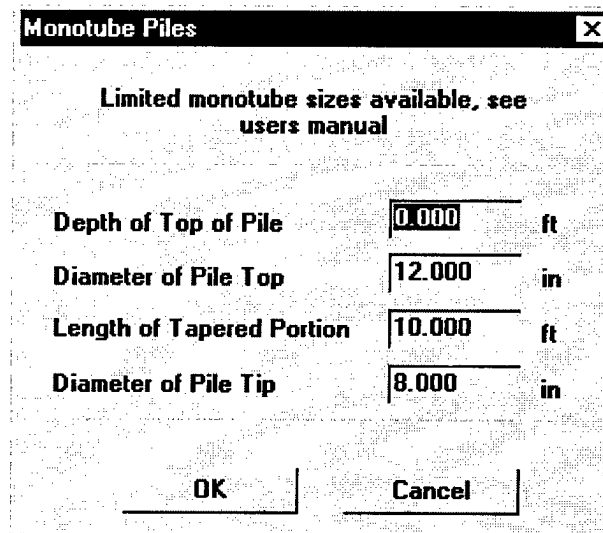 Monotube Piles
Limited monotube sizes available, see
users manual
Depth of Top of Pile 0.000 ft
Diameter of Pile Top 12.000 in
Length of Tapered Portion 10.000 ft
Diameter of Pile Tip 8.000 in
OK Cancel